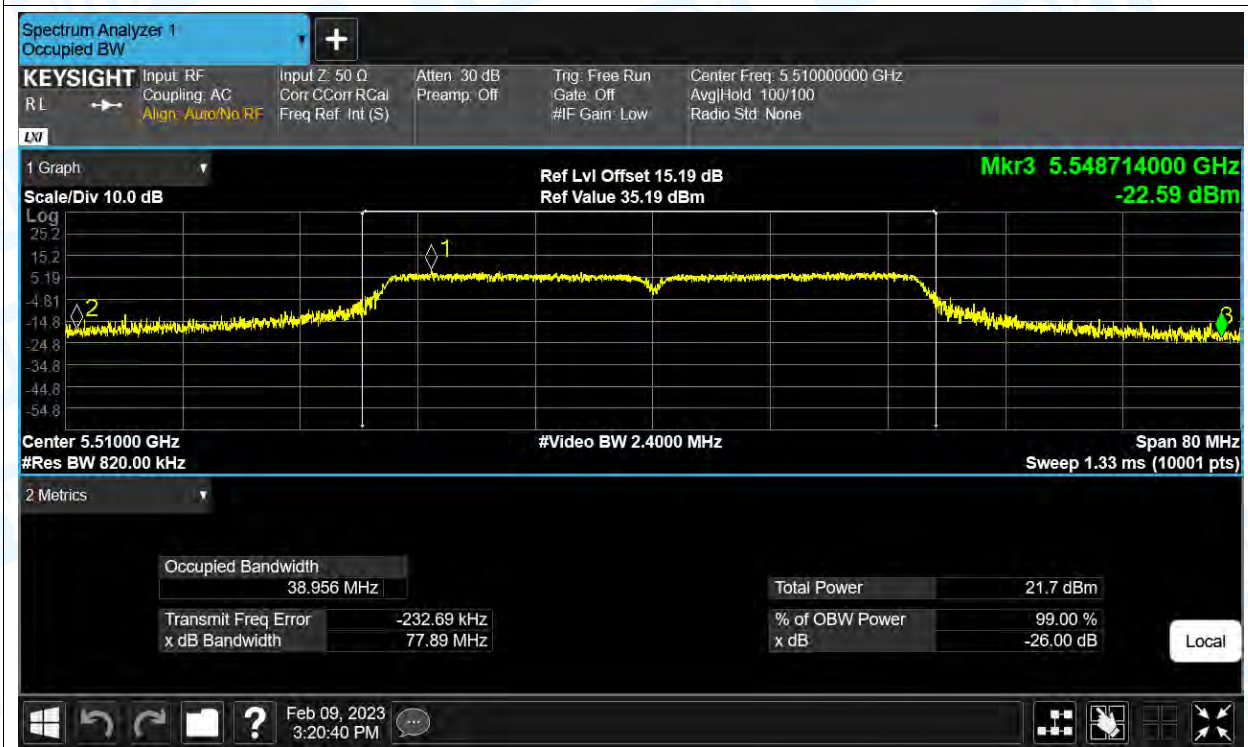 Spectrum Analyzer 1
Occupied BW
+
KEYSIGHT
RL
LXI
Input: RF
Coupling: AC
Align: Auto/No RF
Input Z: 50 Ω
Corr CCorr RCal
Freq Ref: Int (S)
Atten: 30 dB
Preamp: Off
Trig: Free Run
Gate: Off
#IF Gain: Low
Center Freq: 5.510000000 GHz
Avg|Hold: 100/100
Radio Std: None
1 Graph
Scale/Div 10.0 dB
Ref Lvl Offset 15.19 dB
Ref Value 35.19 dBm
Mkr3 5.548714000 GHz
-22.59 dBm
Log
25.2
15.2
5.19
-4.81
-14.8
-24.8
-34.8
-44.8
-54.8
1
2
3
Center 5.51000 GHz
#Res BW 820.00 kHz
#Video BW 2.4000 MHz
Span 80 MHz
Sweep 1.33 ms (10001 pts)
2 Metrics
Occupied Bandwidth
38.956 MHz
Transmit Freq Error -232.69 kHz
x dB Bandwidth 77.89 MHz
Total Power 21.7 dBm
% of OBW Power 99.00 %
x dB -26.00 dB
Local
?
Feb 09, 2023
3:20:40 PM